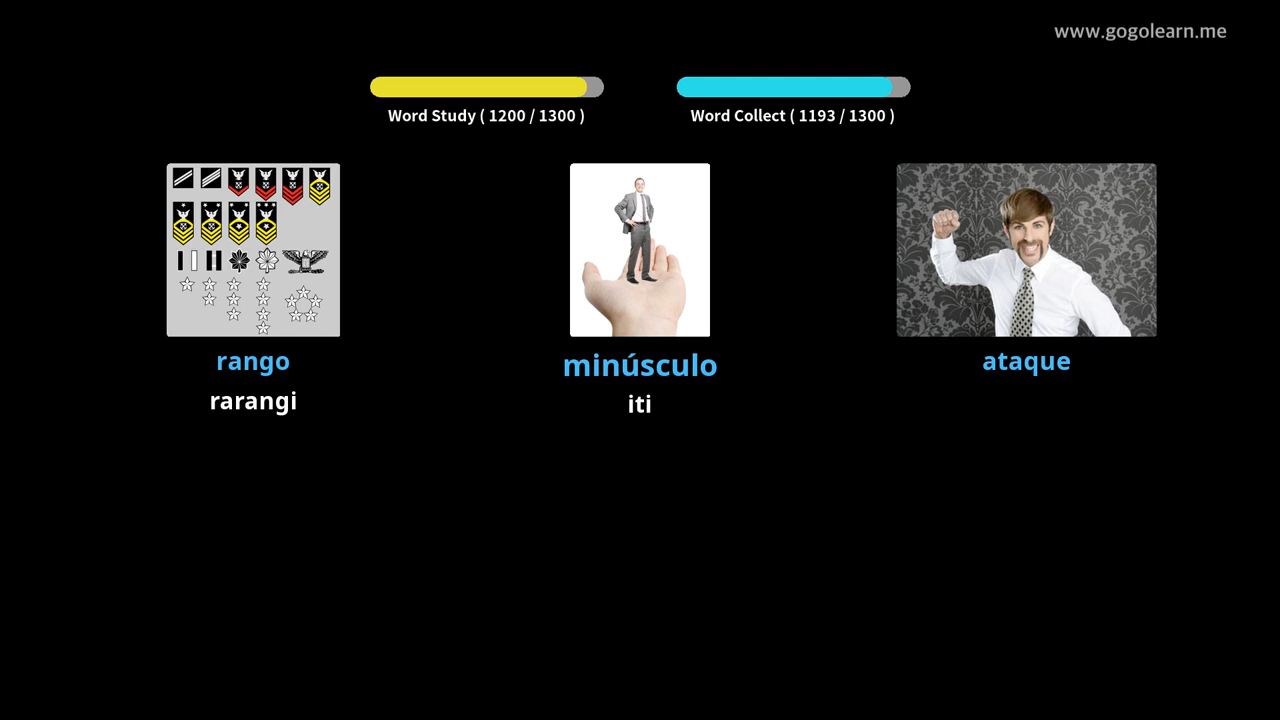 www.gogolearn.me
Word Study ( 1200 / 1300 )
Word Collect ( 1193 / 1300 )
rango
minúsculo
ataque
rarangi
iti